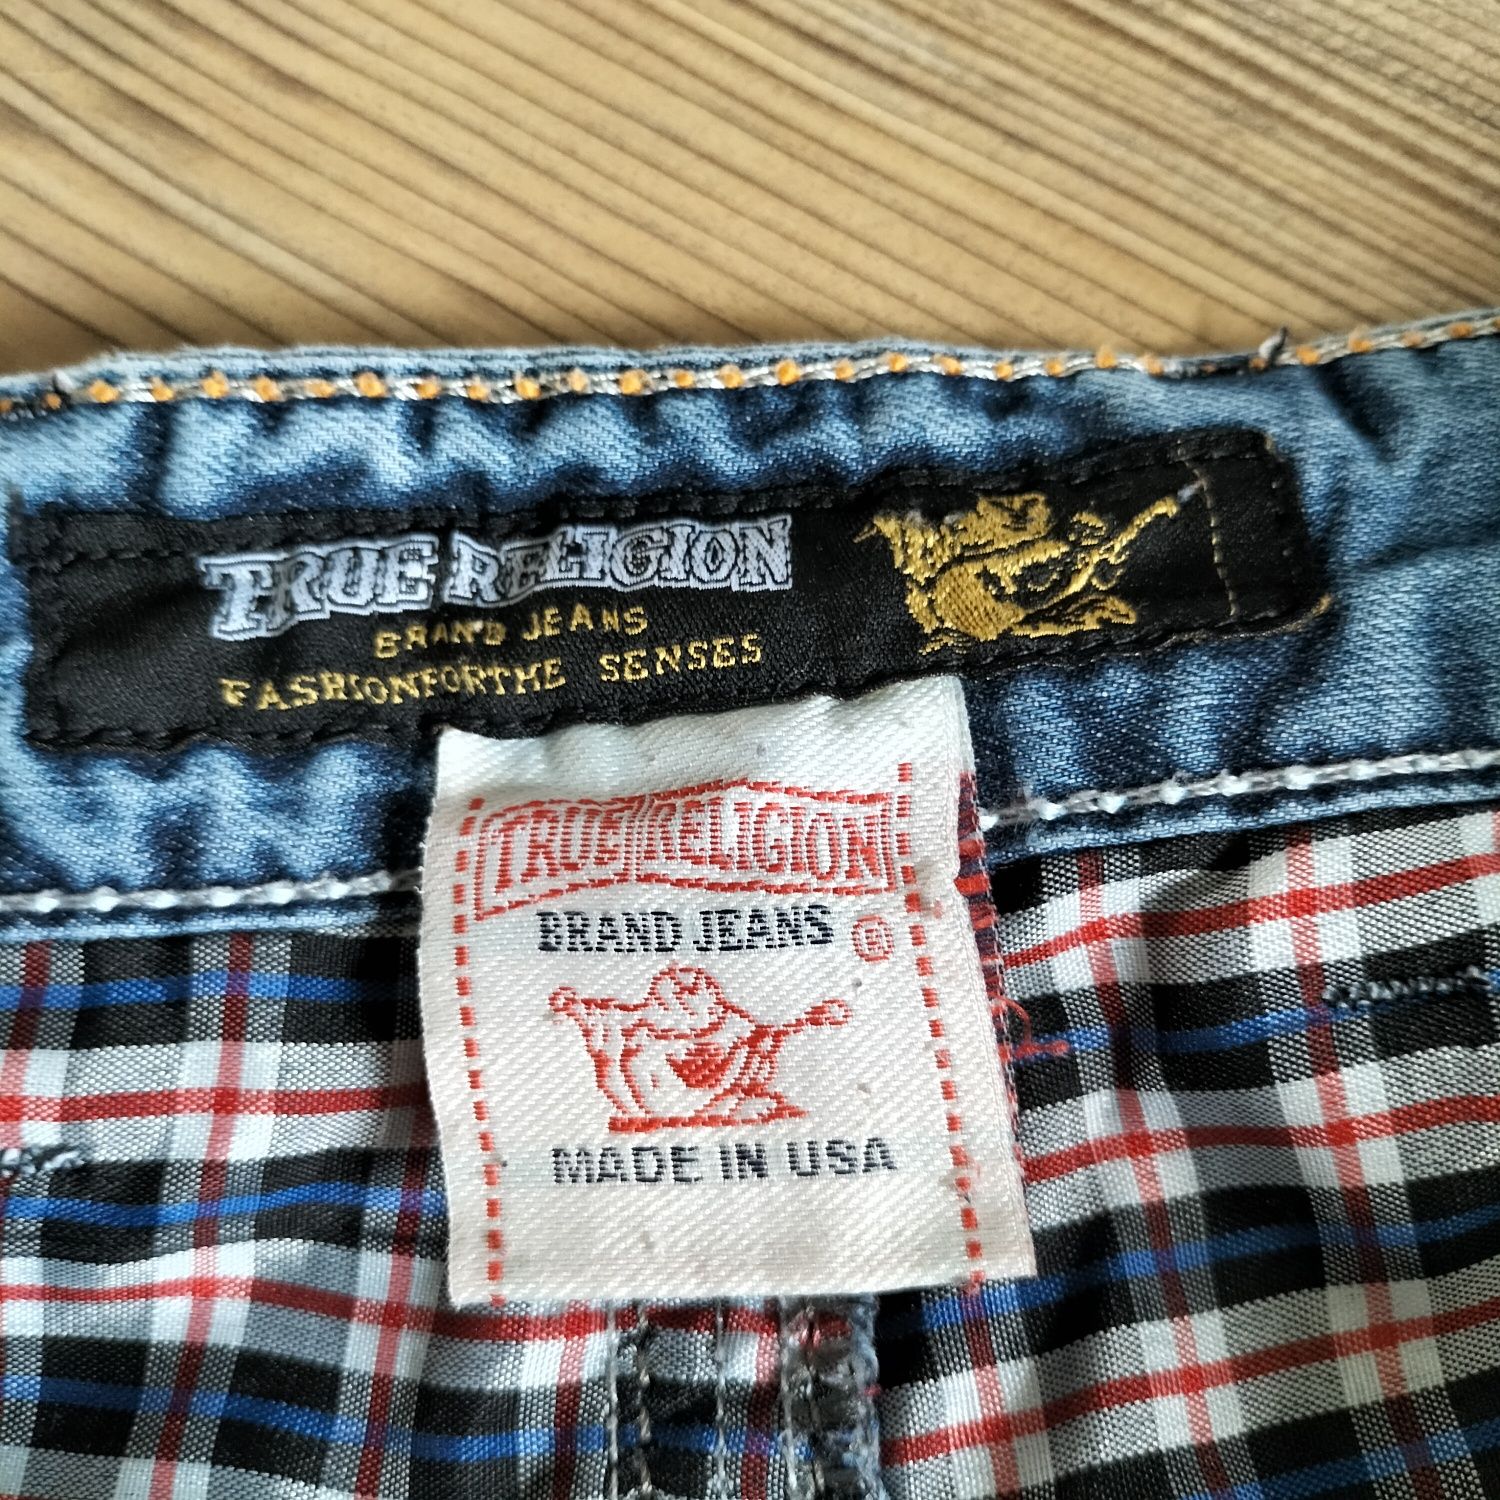 TRUE RELIGION
BRAND JEANS
FASHIONFORTHE SENSES
TRUE RELIGION
BRAND JEANS ®
MADE IN USA